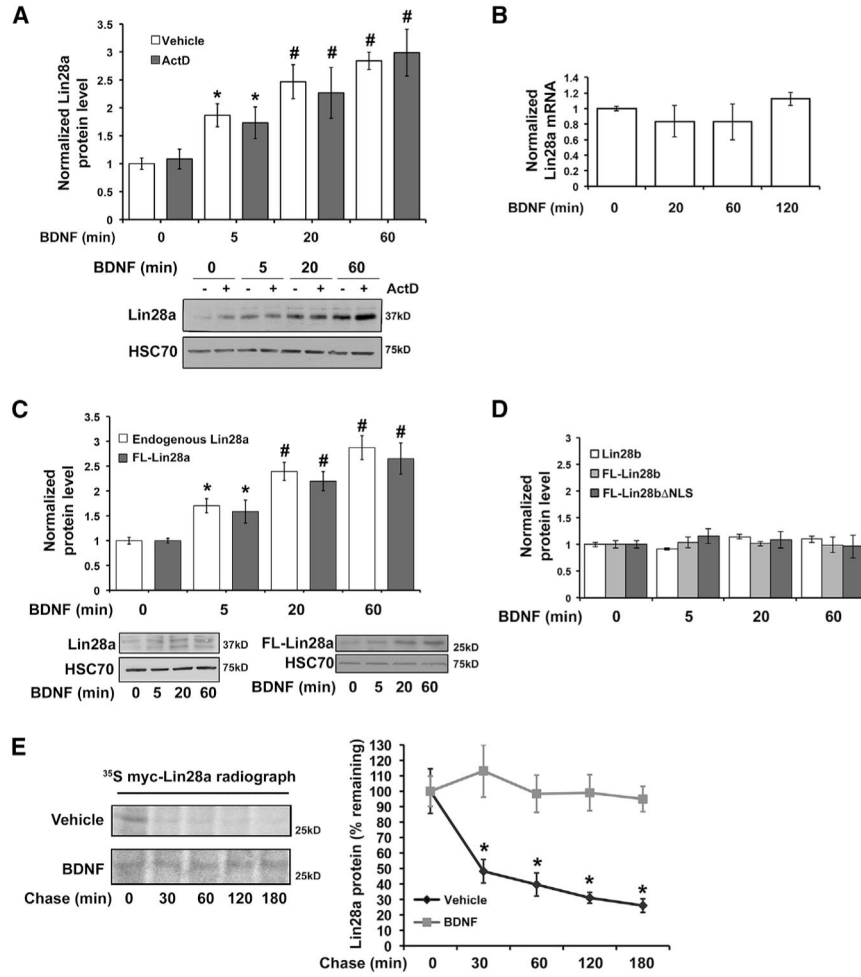 A
Normalized Lin28a
protein level
3.5
3
2.5
2
1.5
1
0.5
0
Vehicle
ActD
* * # # # #
BDNF (min) 0 5 20 60
BDNF (min) 0 5 20 60
- + - + - + - + ActD
Lin28a 37kD
HSC70 75kD
B
Normalized
Lin28a mRNA
1.4
1.2
1
0.8
0.6
0.4
0.2
0
BDNF (min) 0 20 60 120
C
Normalized
protein level
3.5
3
2.5
2
1.5
1
0.5
0
Endogenous Lin28a
FL-Lin28a
* * # # # #
BDNF (min) 0 5 20 60
Lin28a 37kD
HSC70 75kD
BDNF (min) 0 5 20 60
FL-Lin28a 25kD
HSC70 75kD
BDNF (min) 0 5 20 60
D
Normalized
protein level
3
2.5
2
1.5
1
0.5
0
Lin28b
FL-Lin28b
FL-Lin28bΔNLS
BDNF (min) 0 5 20 60
E
35S myc-Lin28a radiograph
Vehicle 25kD
BDNF 25kD
Chase (min) 0 30 60 120 180
Lin28a protein (% remaining)
130
120
110
100
90
80
70
60
50
40
30
20
10
0
* * * *
Vehicle
BDNF
Chase (min) 0 30 60 120 180